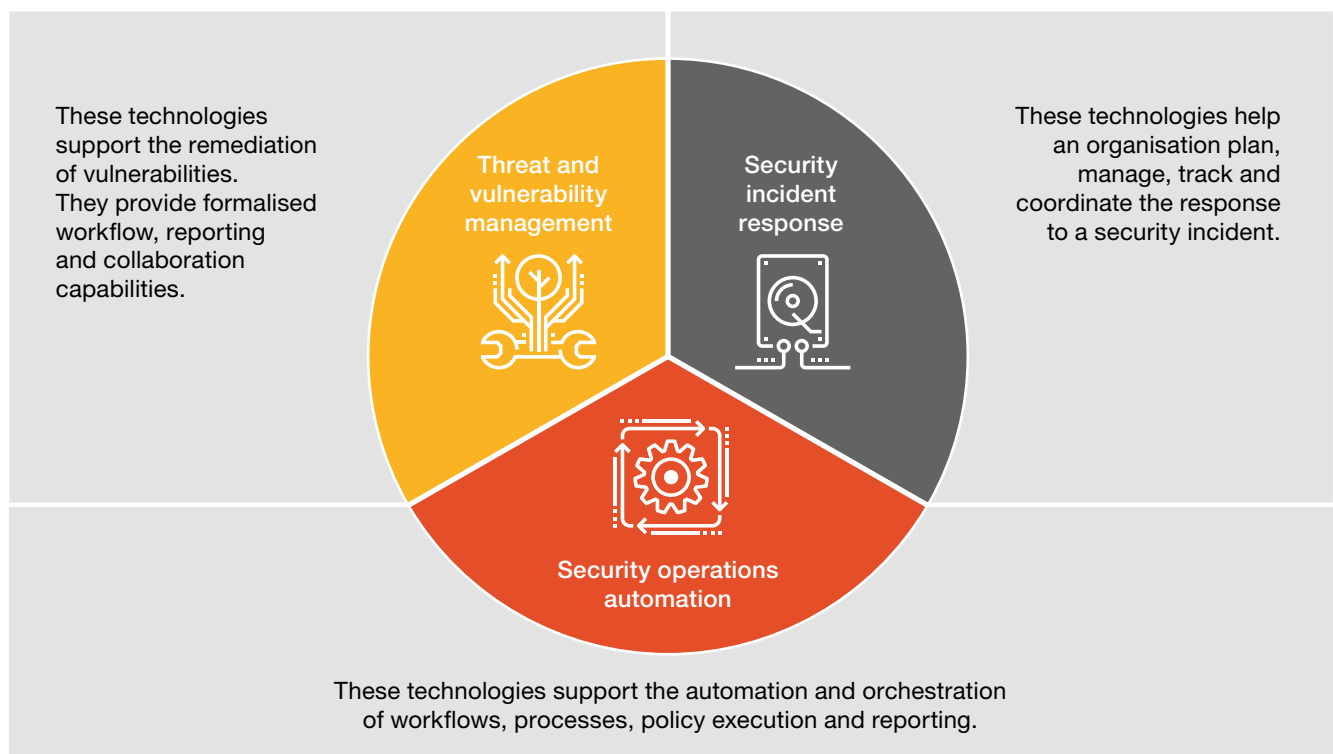 These technologies
support the remediation
of vulnerabilities.
They provide formalised
workflow, reporting
and collaboration
capabilities.
Threat and
vulnerability
management
Security
incident
response
These technologies help
an organisation plan,
manage, track and
coordinate the response
to a security incident.
Security operations
automation
These technologies support the automation and orchestration
of workflows, processes, policy execution and reporting.